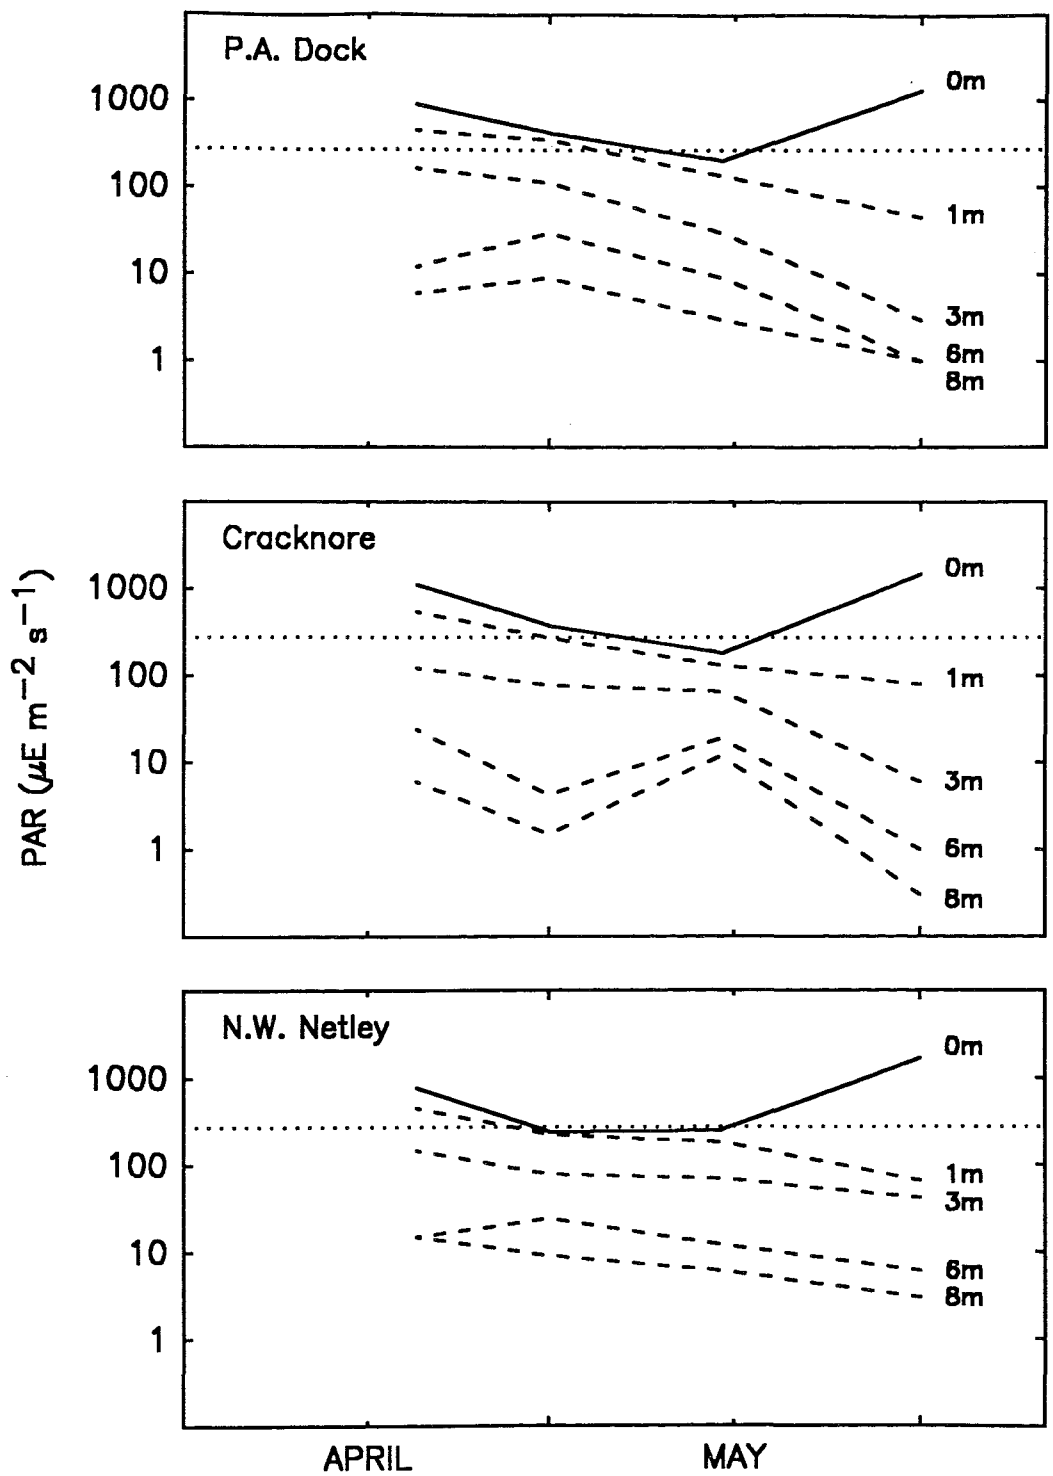 P.A. Dock
1000
100
10
1
0m
1m
3m
6m
8m
Cracknore
1000
100
10
1
0m
1m
3m
6m
8m
PAR (μE m⁻² s⁻¹)
N.W. Netley
1000
100
10
1
0m
1m
3m
6m
8m
APRIL MAY